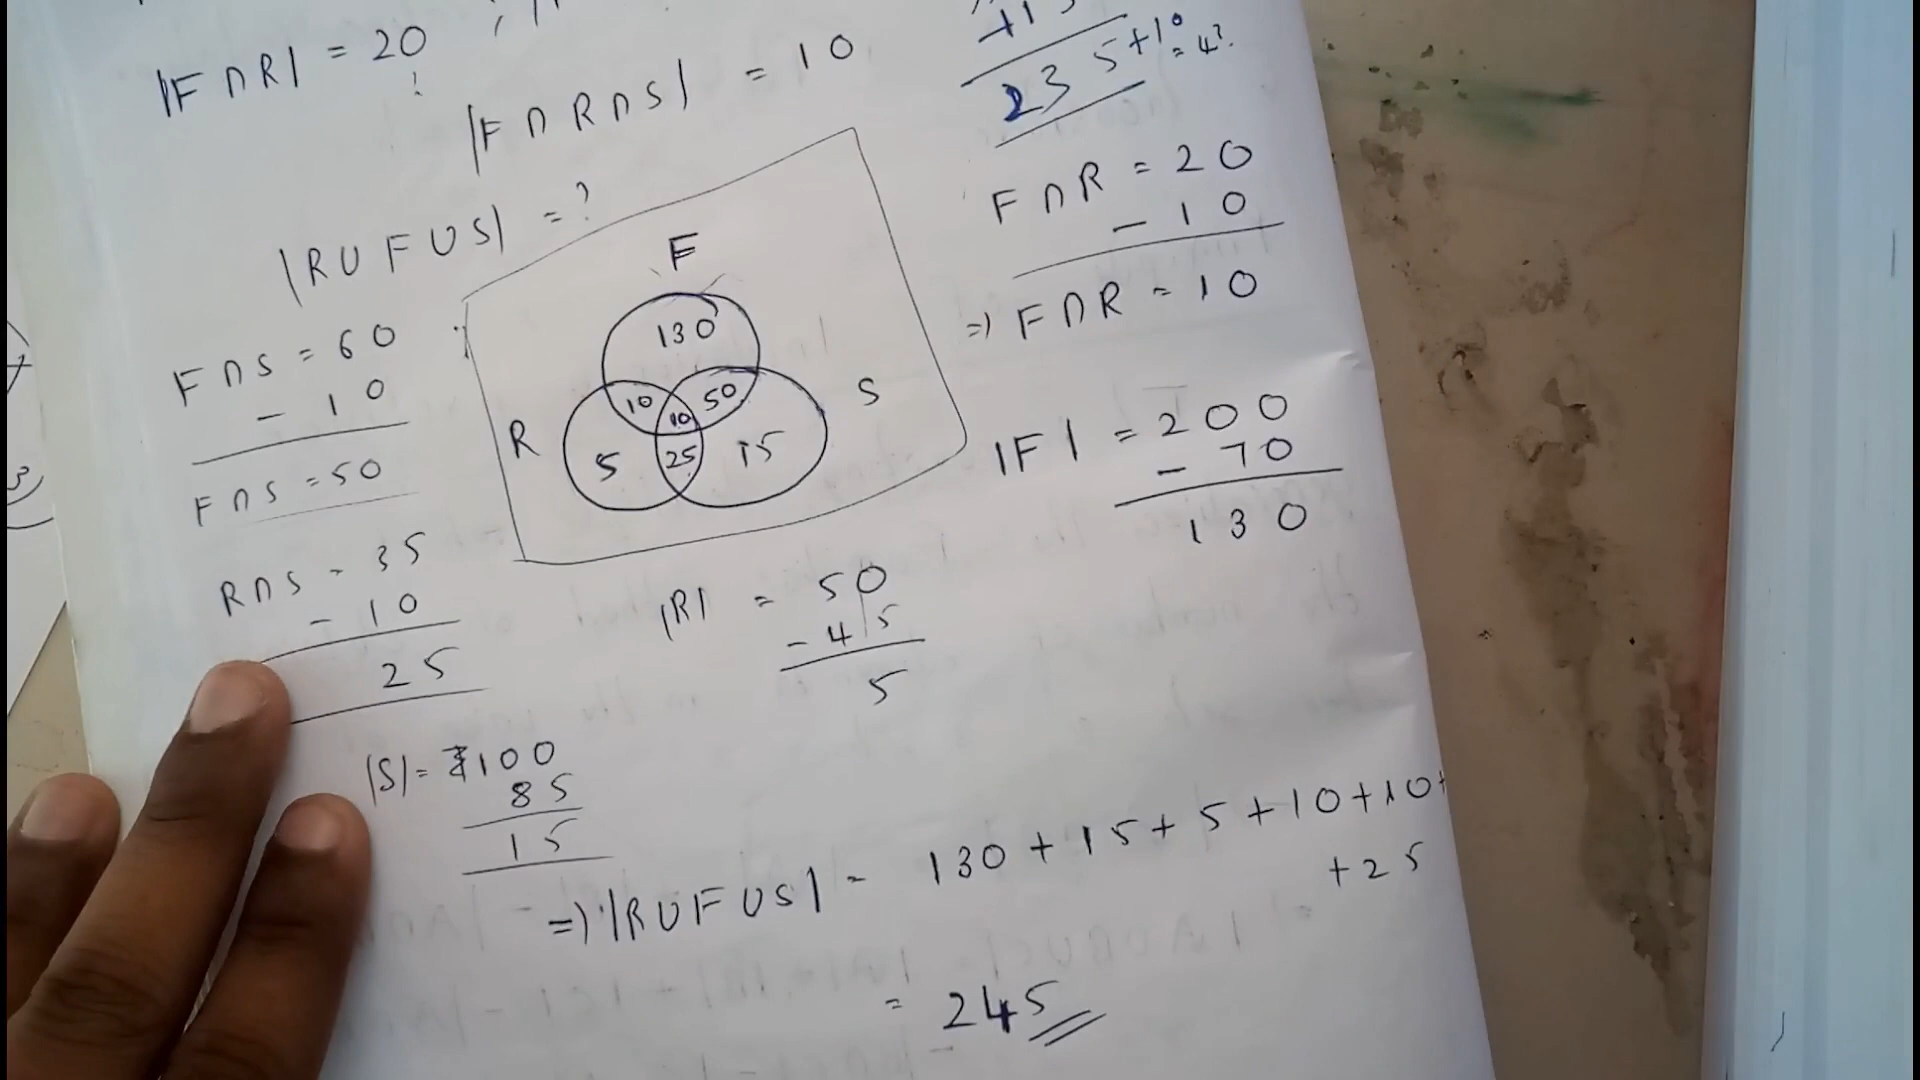 |F ∩ R| = 20
|F ∩ R ∩ S| = 10
|R ∪ F ∪ S| = ?
235+10
F ∩ R = 20
- 10
=) F ∩ R = 10
F
130
10
50
10
R
S
5
25
15
F ∩ S = 60
- 10
F ∩ S = 50
|F| = 200
- 70
130
R ∩ S = 35
- 10
25
|R| = 50
- 45
5
|S| = 100
85
15
=) |R ∪ F ∪ S| = 130 + 15 + 5 + 10 + 10 +
+ 25
= 245